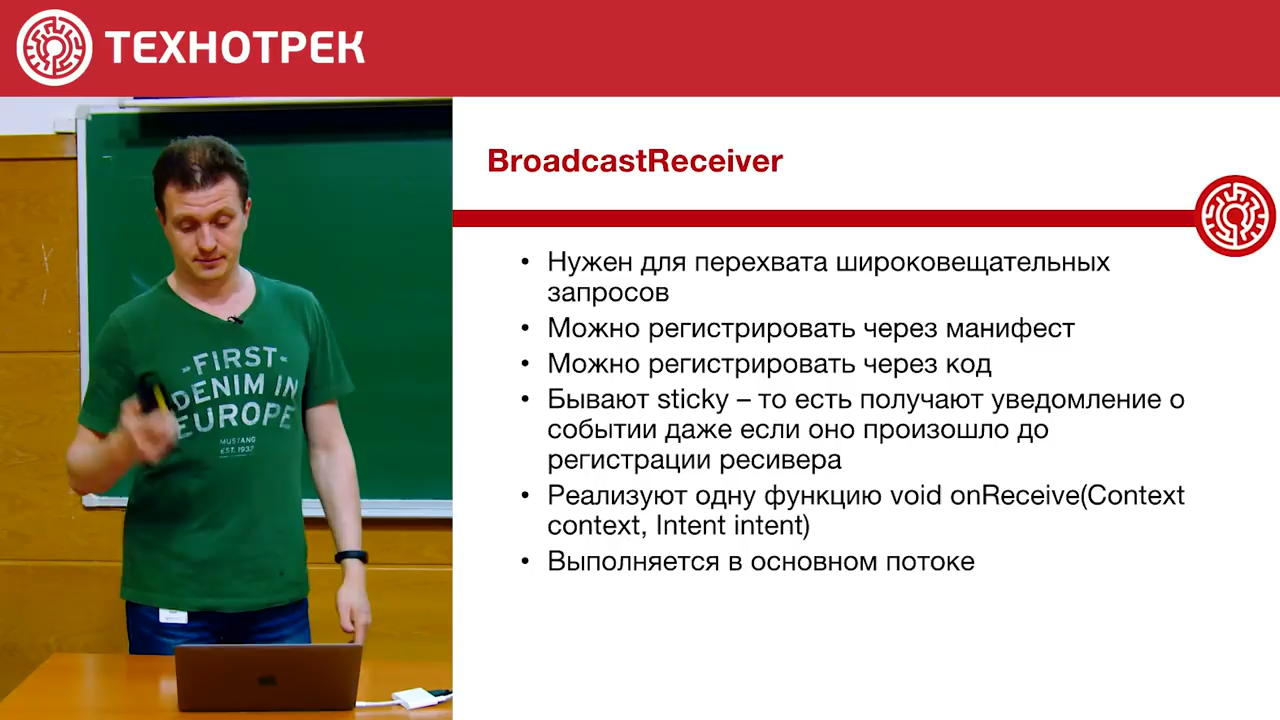 ТЕХНОТРЕК
BroadcastReceiver
• Нужен для перехвата широковещательных
запросов
• Можно регистрировать через манифест
• Можно регистрировать через код
• Бывают sticky – то есть получают уведомление о
событии даже если оно произошло до
регистрации ресивера
• Реализуют одну функцию void onReceive(Context
context, Intent intent)
• Выполняется в основном потоке
-FIRST-
DENIM IN
EUROPE
MUSTANG
EST. 1932